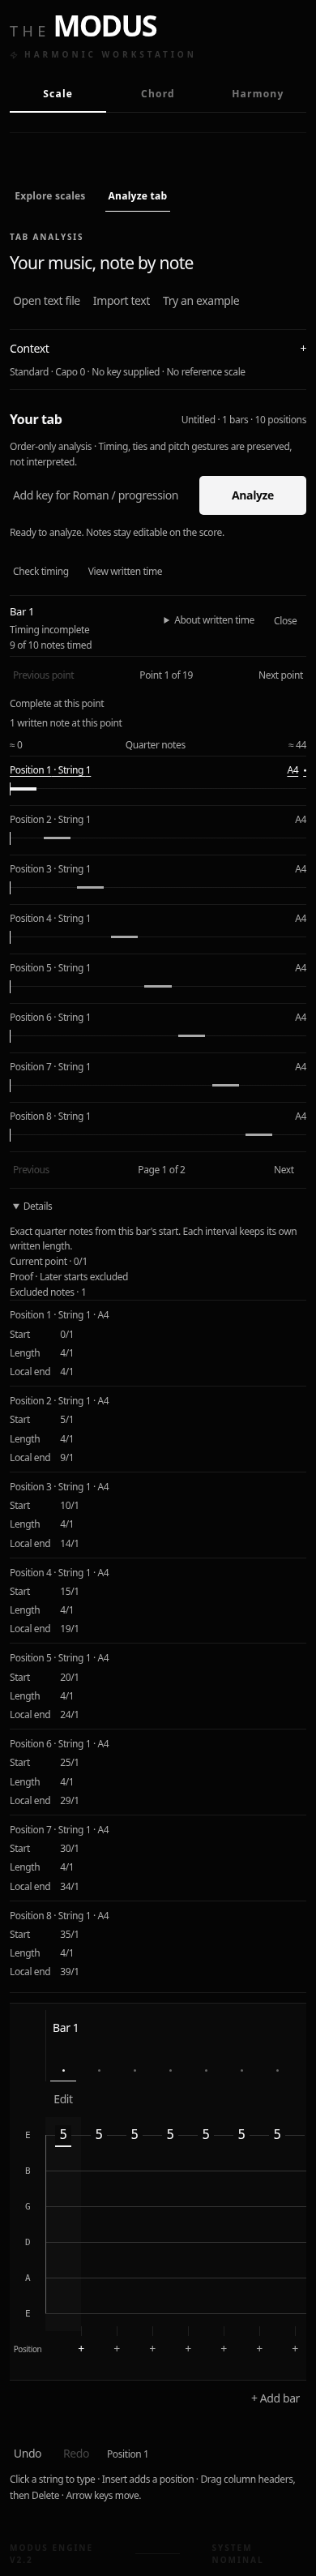 THE MODUS
HARMONIC WORKSTATION
Scale Chord Harmony
Explore scales Analyze tab
TAB ANALYSIS
Your music, note by note
Open text file Import text Try an example
Context +
Standard · Capo 0 · No key supplied · No reference scale
Your tab Untitled · 1 bars · 10 positions
Order-only analysis · Timing, ties and pitch gestures are preserved,
not interpreted.
Add key for Roman / progression Analyze
Ready to analyze. Notes stay editable on the score.
Check timing View written time
Bar 1
Timing incomplete
9 of 10 notes timed
▶ About written time Close
Previous point Point 1 of 19 Next point
Complete at this point
1 written note at this point
≈ 0 Quarter notes ≈ 44
Position 1 · String 1 A4 •
Position 2 · String 1 A4
Position 3 · String 1 A4
Position 4 · String 1 A4
Position 5 · String 1 A4
Position 6 · String 1 A4
Position 7 · String 1 A4
Position 8 · String 1 A4
Previous Page 1 of 2 Next
▼ Details
Exact quarter notes from this bar's start. Each interval keeps its own
written length.
Current point · 0/1
Proof · Later starts excluded
Excluded notes · 1
Position 1 · String 1 · A4
Start 0/1
Length 4/1
Local end 4/1
Position 2 · String 1 · A4
Start 5/1
Length 4/1
Local end 9/1
Position 3 · String 1 · A4
Start 10/1
Length 4/1
Local end 14/1
Position 4 · String 1 · A4
Start 15/1
Length 4/1
Local end 19/1
Position 5 · String 1 · A4
Start 20/1
Length 4/1
Local end 24/1
Position 6 · String 1 · A4
Start 25/1
Length 4/1
Local end 29/1
Position 7 · String 1 · A4
Start 30/1
Length 4/1
Local end 34/1
Position 8 · String 1 · A4
Start 35/1
Length 4/1
Local end 39/1
Bar 1
Edit
E 5 5 5 5 5 5 5
B
G
D
A
E
Position + + + + + + +
+ Add bar
Undo Redo Position 1
Click a string to type · Insert adds a position · Drag column headers,
then Delete · Arrow keys move.
MODUS ENGINE SYSTEM
V2.2 NOMINAL